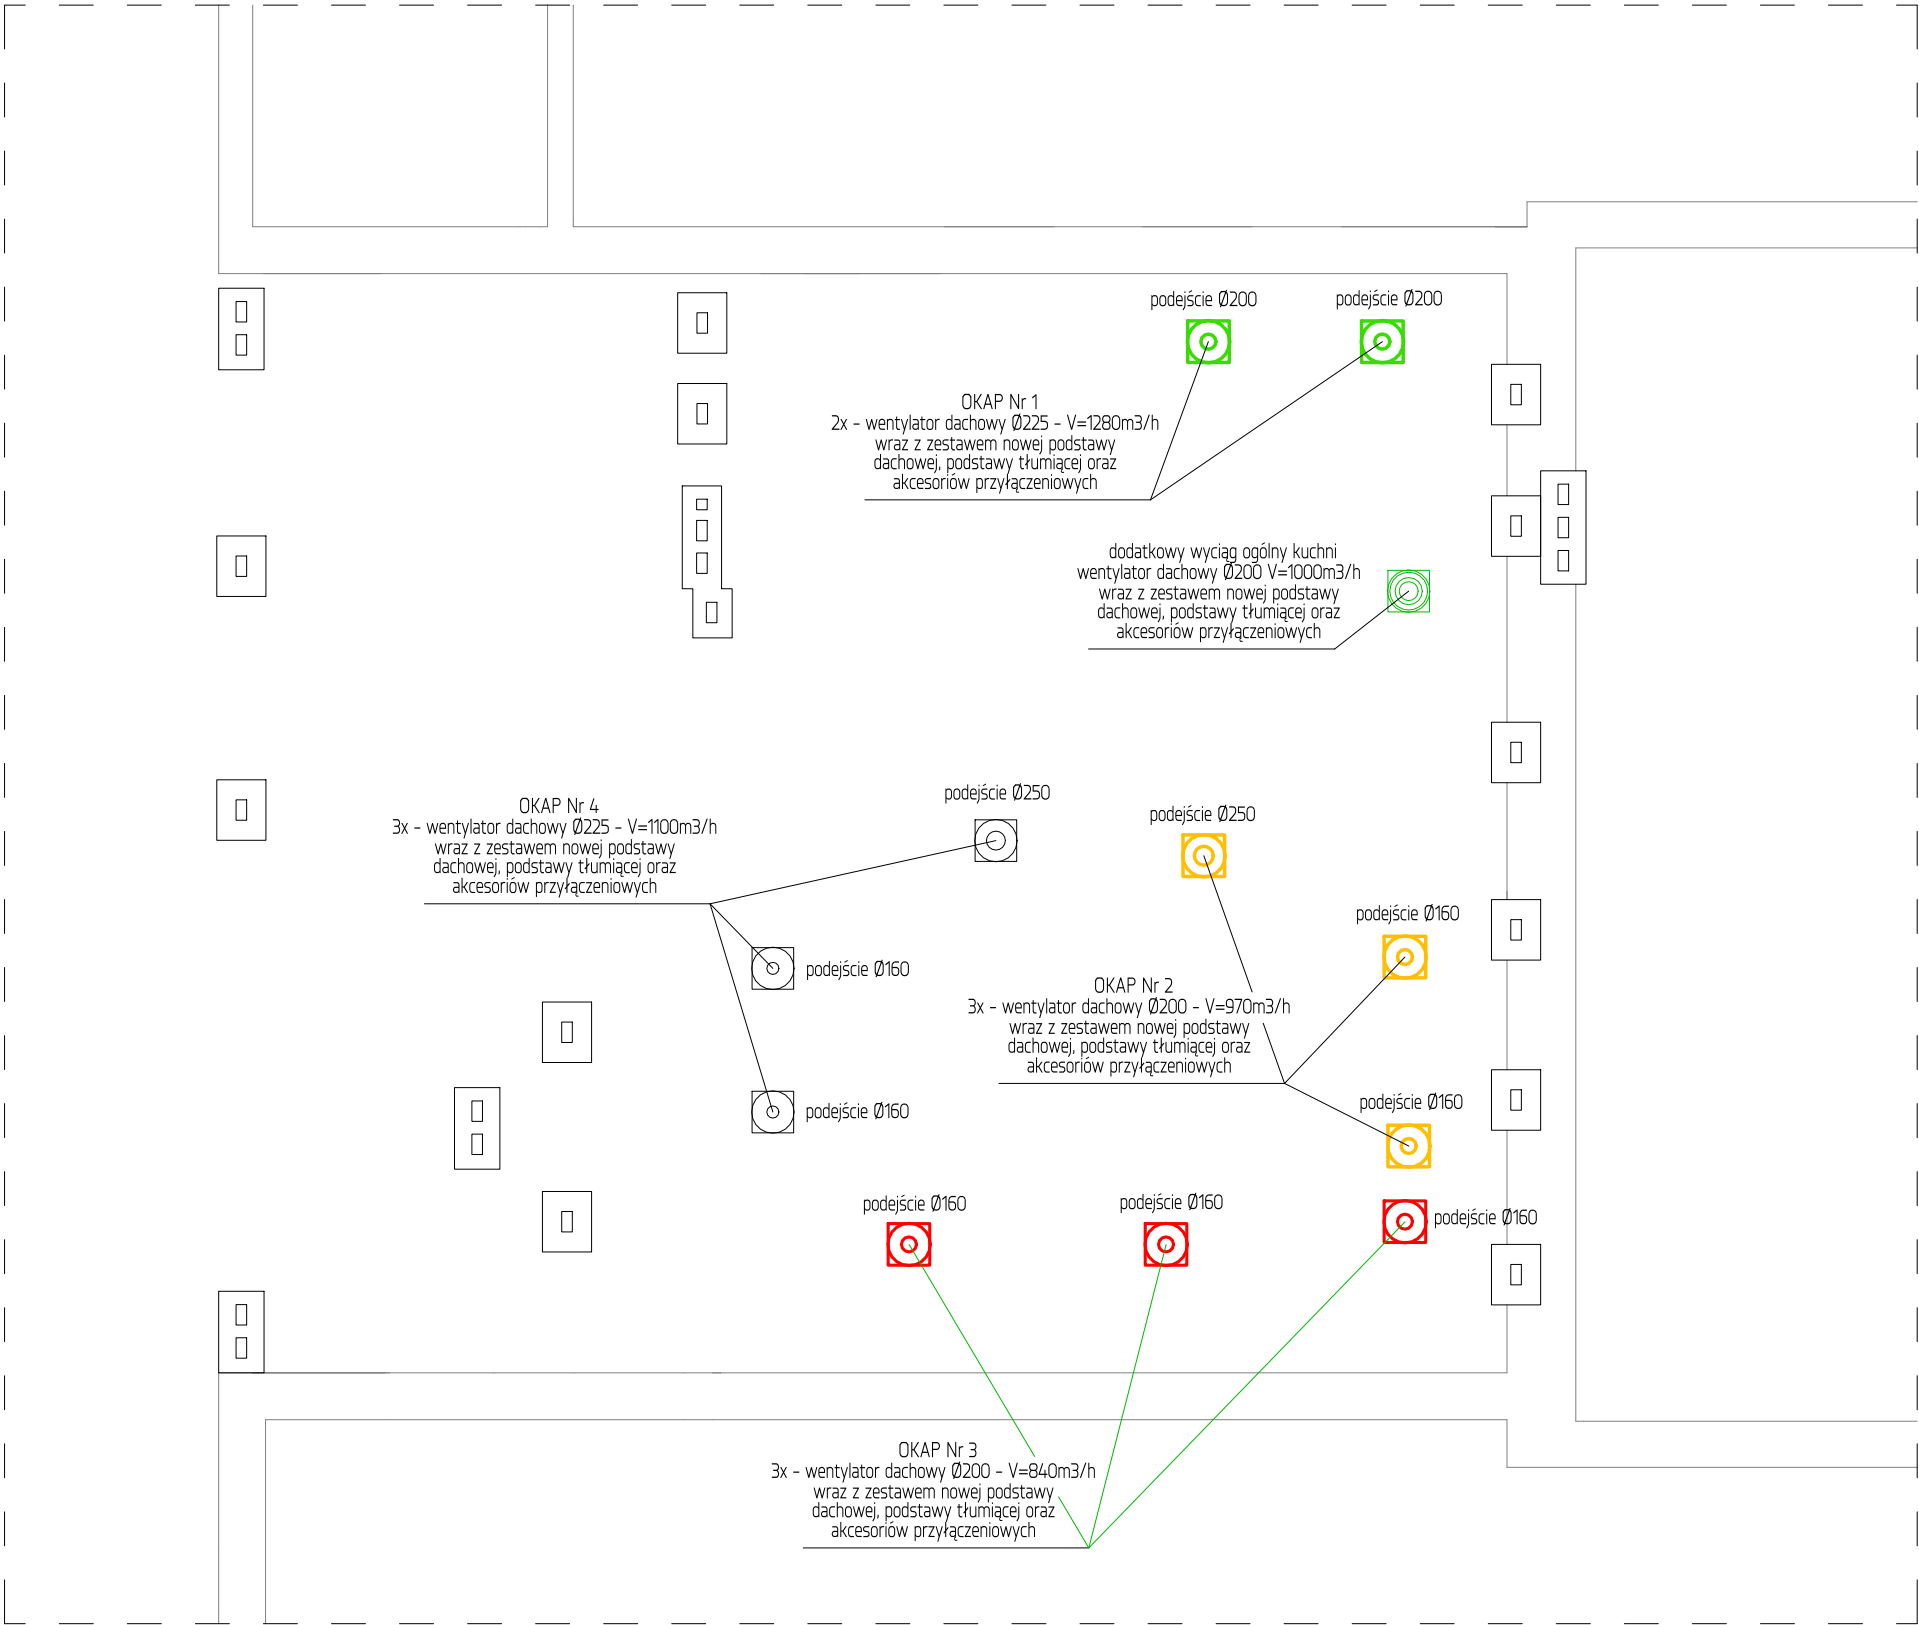 podejście Ø200
podejście Ø200
OKAP Nr 1
2x - wentylator dachowy Ø225 - V=1280m3/h
wraz z zestawem nowej podstawy
dachowej, podstawy tłumiącej oraz
akcesoriów przyłączeniowych
dodatkowy wyciąg ogólny kuchni
wentylator dachowy Ø200 V=1000m3/h
wraz z zestawem nowej podstawy
dachowej, podstawy tłumiącej oraz
akcesoriów przyłączeniowych
podejście Ø250
podejście Ø250
OKAP Nr 4
3x - wentylator dachowy Ø225 - V=1100m3/h
wraz z zestawem nowej podstawy
dachowej, podstawy tłumiącej oraz
akcesoriów przyłączeniowych
podejście Ø160
podejście Ø160
OKAP Nr 2
3x - wentylator dachowy Ø200 - V=970m3/h
wraz z zestawem nowej podstawy
dachowej, podstawy tłumiącej oraz
akcesoriów przyłączeniowych
podejście Ø160
podejście Ø160
podejście Ø160
podejście Ø160
podejście Ø160
OKAP Nr 3
3x - wentylator dachowy Ø200 - V=840m3/h
wraz z zestawem nowej podstawy
dachowej, podstawy tłumiącej oraz
akcesoriów przyłączeniowych